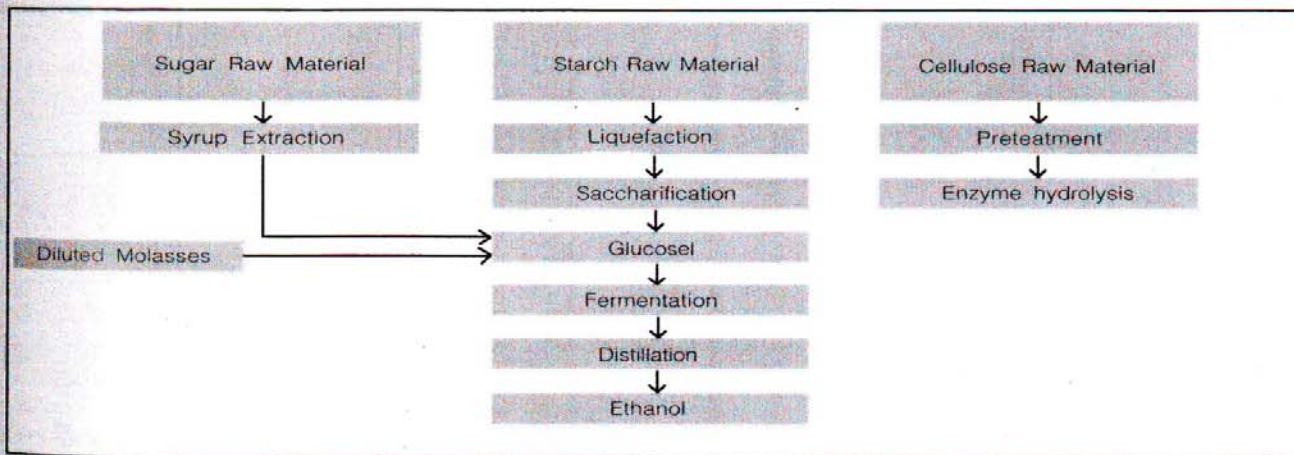 Sugar Raw Material
Starch Raw Material
Cellulose Raw Material
Syrup Extraction
Liquefaction
Pretreatment
Saccharification
Enzyme hydrolysis
Diluted Molasses
Glucosel
Fermentation
Distillation
Ethanol